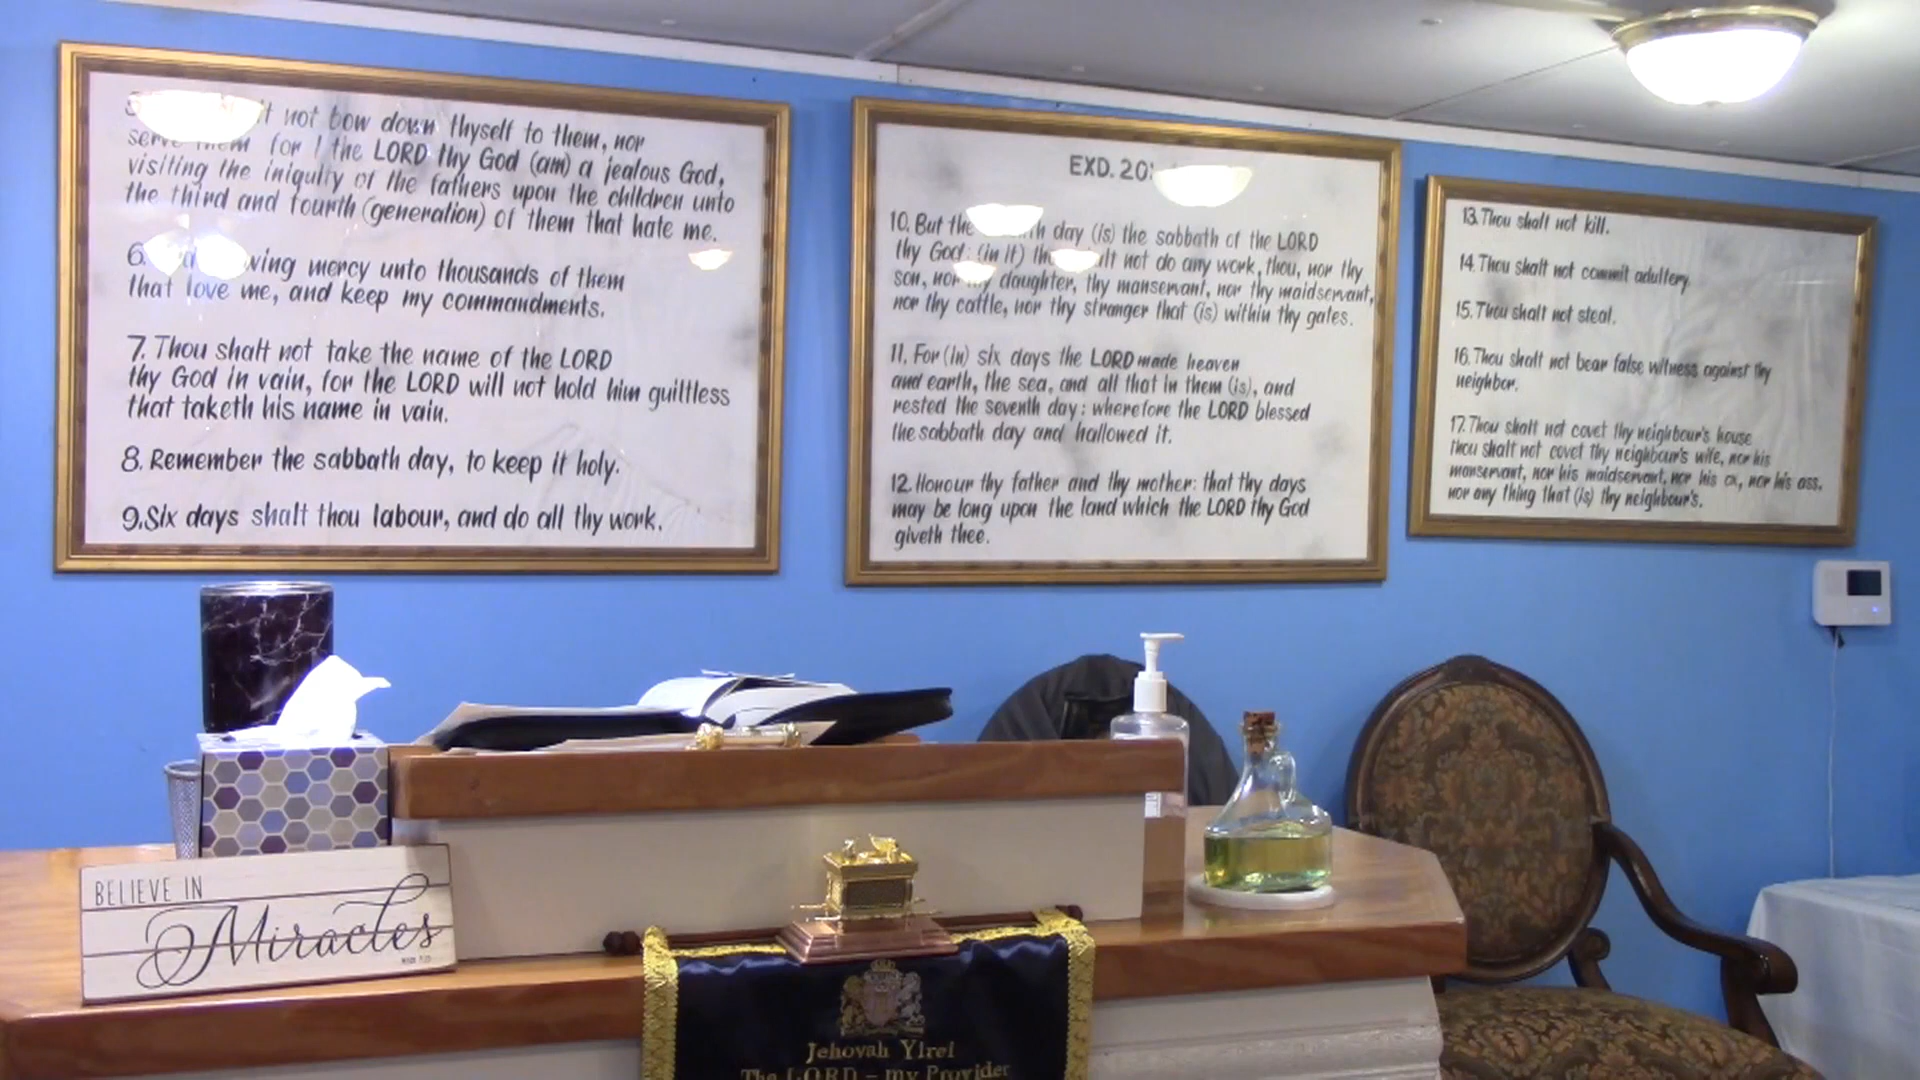 not bow down thyself to them, nor
serve them for I the LORD thy God (am) a jealous God,
visiting the iniquity of the fathers upon the children unto
the third and fourth (generation) of them that hate me.
6. wing mercy unto thousands of them
that love me, and keep my commandments.
7. Thou shalt not take the name of the LORD
thy God in vain, for the LORD will not hold him guiltless
that taketh his name in vain.
8. Remember the sabbath day, to keep it holy.
9. Six days shalt thou labour, and do all thy work.
EXD. 20:
10. But the day (is) the sabbath of the LORD
thy God: (in it) not do any work, thou, nor thy
son, nor thy daughter, thy manservant, nor thy maidservant,
nor thy cattle, nor thy stranger that (is) within thy gates.
11. For (in) six days the LORD made heaven
and earth, the sea, and all that in them (is), and
rested the seventh day: wherefore the LORD blessed
the sabbath day and hallowed it.
12. Honour thy father and thy mother: that thy days
may be long upon the land which the LORD thy God
giveth thee.
13. Thou shalt not kill.
14. Thou shalt not commit adultery.
15. Thou shalt not steal.
16. Thou shalt not bear false witness against thy
neighbor.
17. Thou shalt not covet thy neighbour's house
thou shalt not covet thy neighbour's wife, nor his
manservant, nor his maidservant, nor his ox, nor his ass,
nor any thing that (is) thy neighbour's.
BELIEVE IN
Miracles
Jehovah Yirei
The LORD - my Provider